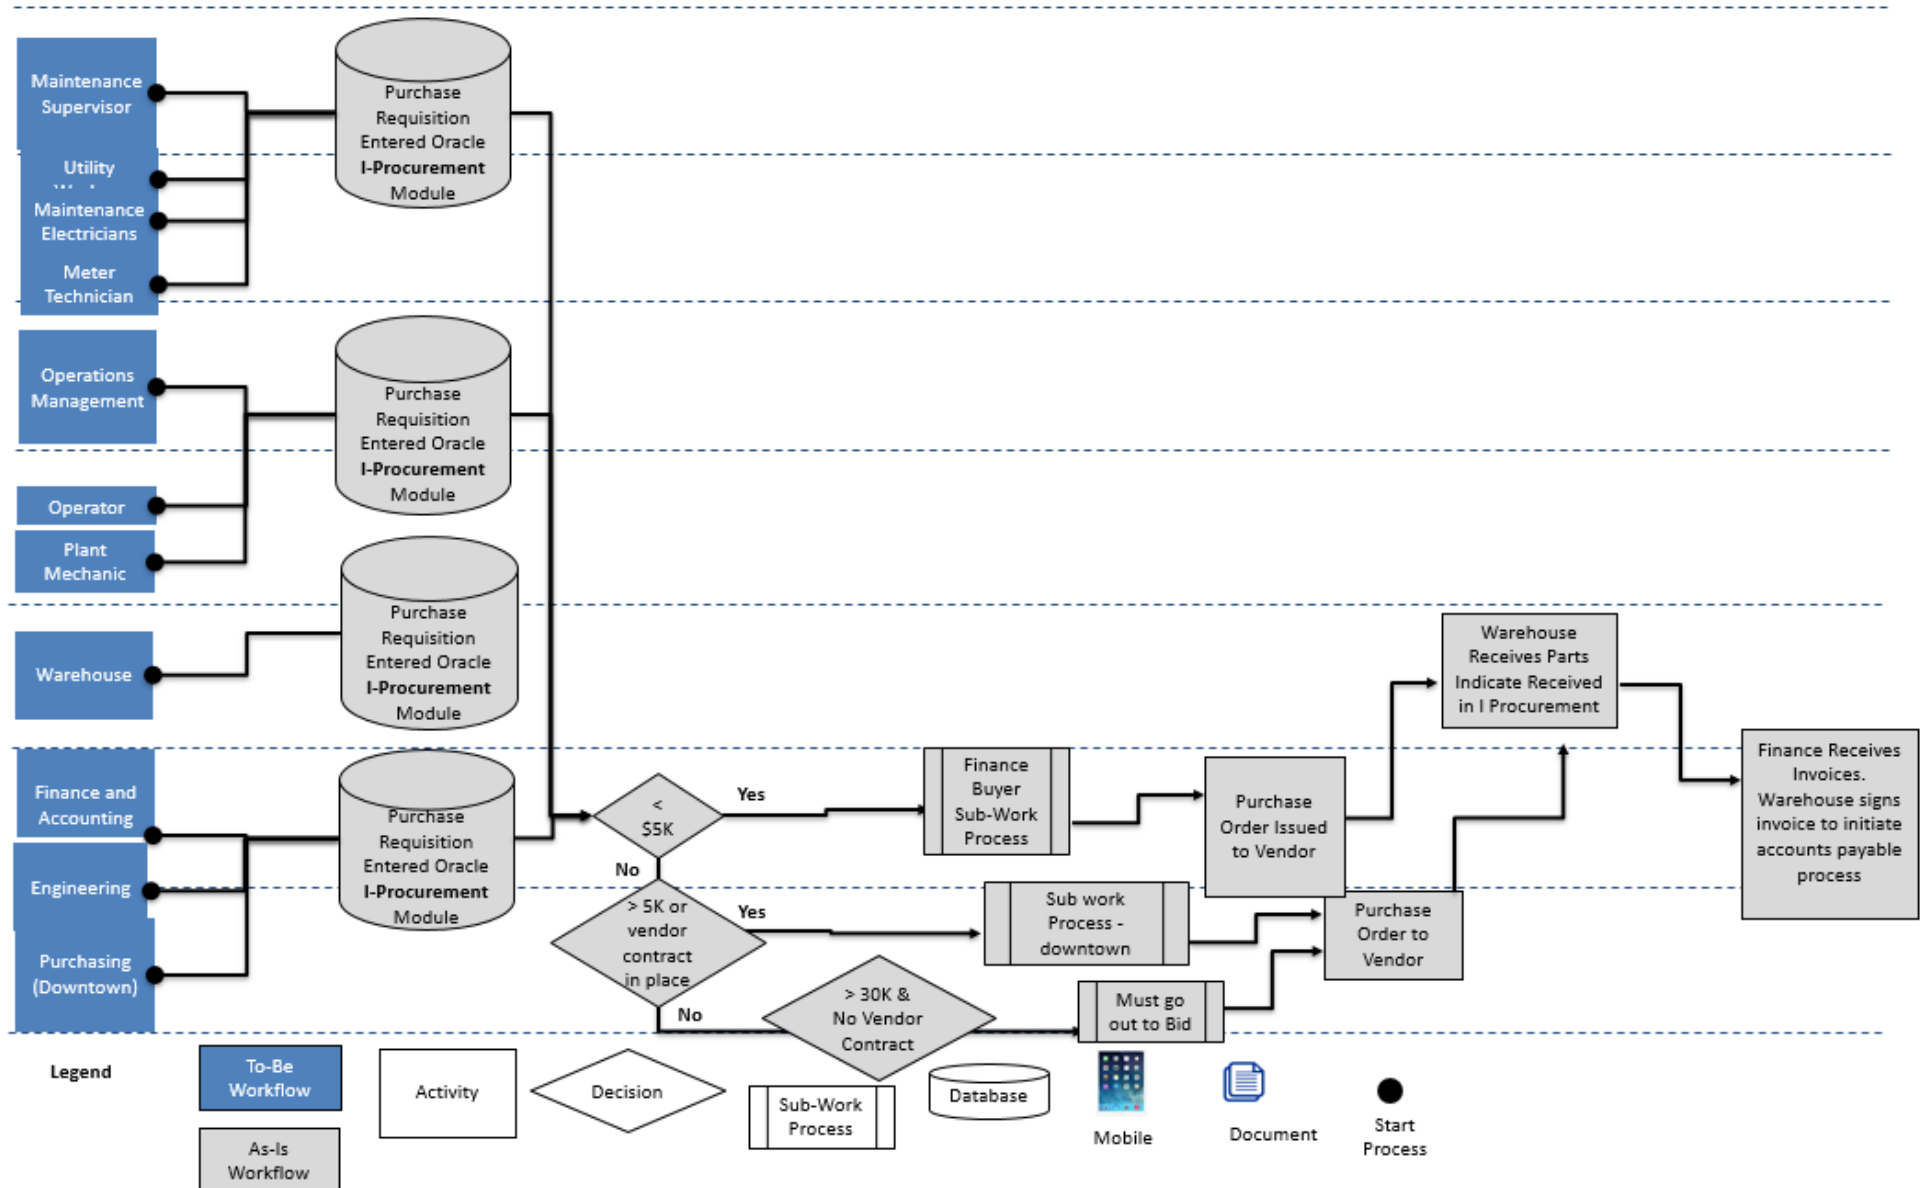 Maintenance
Supervisor
Utility
Maintenance
Electricians
Meter
Technician
Operations
Management
Operator
Plant
Mechanic
Warehouse
Finance and
Accounting
Engineering
Purchasing
(Downtown)
Purchase
Requisition
Entered Oracle
I-Procurement
Module
Purchase
Requisition
Entered Oracle
I-Procurement
Module
Purchase
Requisition
Entered Oracle
I-Procurement
Module
Purchase
Requisition
Entered Oracle
I-Procurement
Module
<
$5K
Yes
No
> 5K or
vendor
contract
in place
Yes
No
> 30K &
No Vendor
Contract
Finance
Buyer
Sub-Work
Process
Sub work
Process -
downtown
Must go
out to Bid
Purchase
Order Issued
to Vendor
Purchase
Order to
Vendor
Warehouse
Receives Parts
Indicate Received
in I Procurement
Finance Receives
Invoices.
Warehouse signs
invoice to initiate
accounts payable
process
Legend
To-Be
Workflow
As-Is
Workflow
Activity
Decision
Sub-Work
Process
Database
Mobile
Document
Start
Process